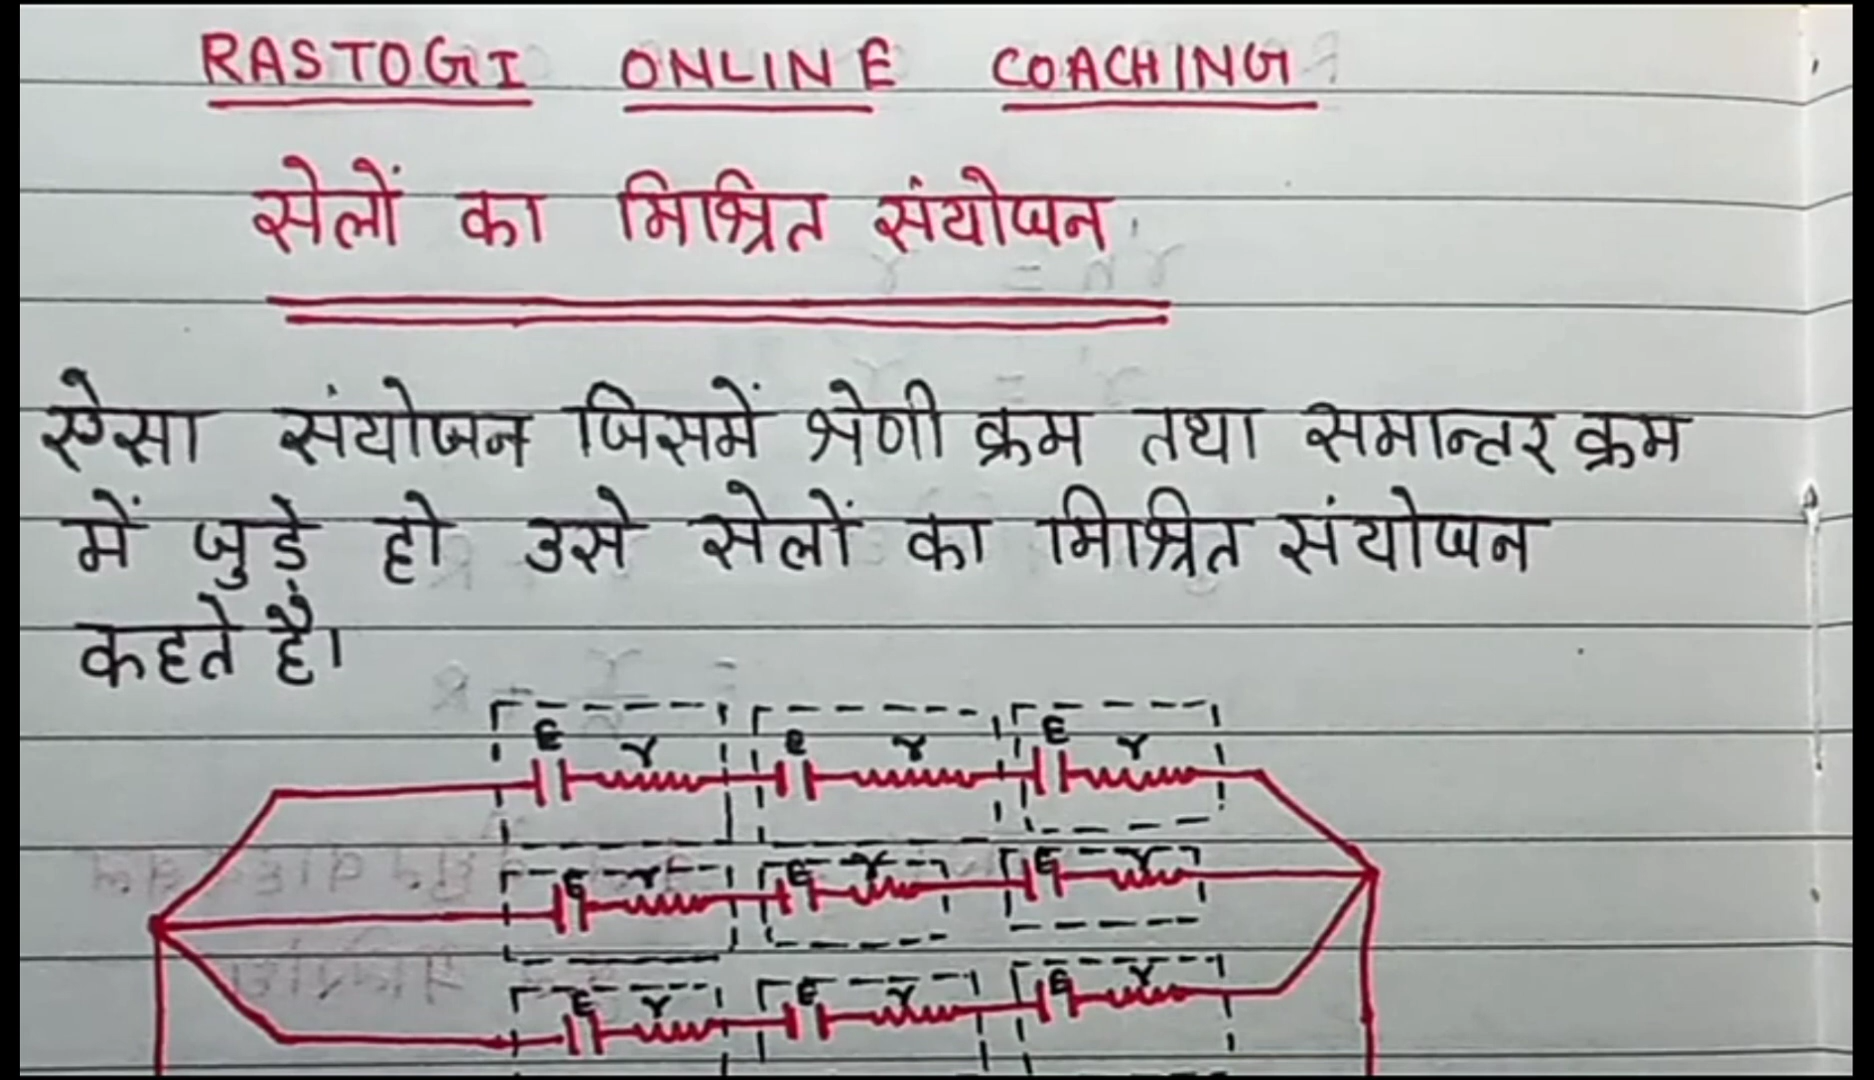 RASTOGI ONLINE COACHING
सेलों का मिश्रित संयोजन
ऐसा संयोजन जिसमें श्रेणी क्रम तथा समान्तर क्रम
में जुड़े हो उसे सेलों का मिश्रित संयोजन
कहते हैं।
E r E r E r
E r E r E r
E r E r E r